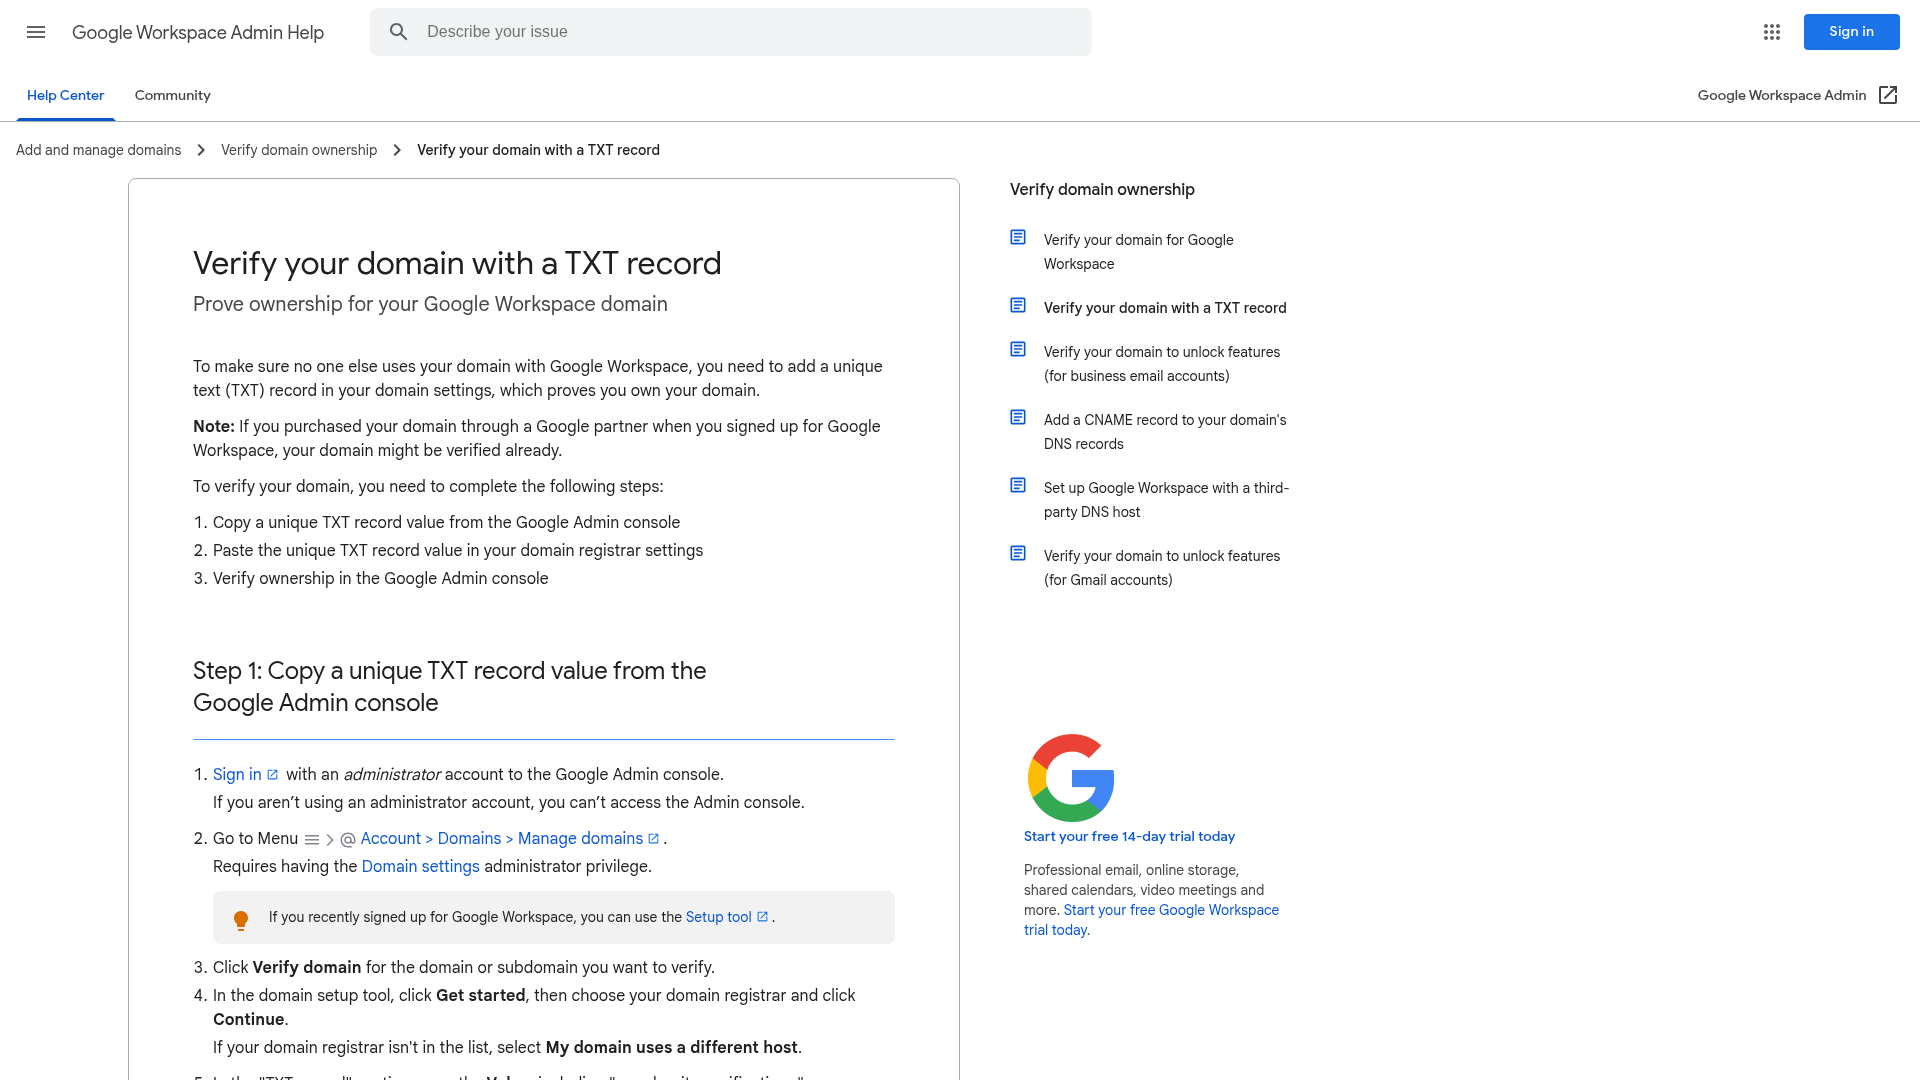 Google Workspace Admin Help
Describe your issue
Sign in
Help Center
Community
Google Workspace Admin
Add and manage domains
Verify domain ownership
Verify your domain with a TXT record
Verify your domain with a TXT record
Prove ownership for your Google Workspace domain
To make sure no one else uses your domain with Google Workspace, you need to add a unique
text (TXT) record in your domain settings, which proves you own your domain.
Note: If you purchased your domain through a Google partner when you signed up for Google
Workspace, your domain might be verified already.
To verify your domain, you need to complete the following steps:
1. Copy a unique TXT record value from the Google Admin console
2. Paste the unique TXT record value in your domain registrar settings
3. Verify ownership in the Google Admin console
Step 1: Copy a unique TXT record value from the
Google Admin console
1. Sign in with an administrator account to the Google Admin console.
If you aren’t using an administrator account, you can’t access the Admin console.
2. Go to Menu > @ Account > Domains > Manage domains .
Requires having the Domain settings administrator privilege.
If you recently signed up for Google Workspace, you can use the Setup tool .
3. Click Verify domain for the domain or subdomain you want to verify.
4. In the domain setup tool, click Get started, then choose your domain registrar and click
Continue.
If your domain registrar isn't in the list, select My domain uses a different host.
Verify domain ownership
Verify your domain for Google
Workspace
Verify your domain with a TXT record
Verify your domain to unlock features
(for business email accounts)
Add a CNAME record to your domain's
DNS records
Set up Google Workspace with a third-
party DNS host
Verify your domain to unlock features
(for Gmail accounts)
Start your free 14-day trial today
Professional email, online storage,
shared calendars, video meetings and
more. Start your free Google Workspace
trial today.